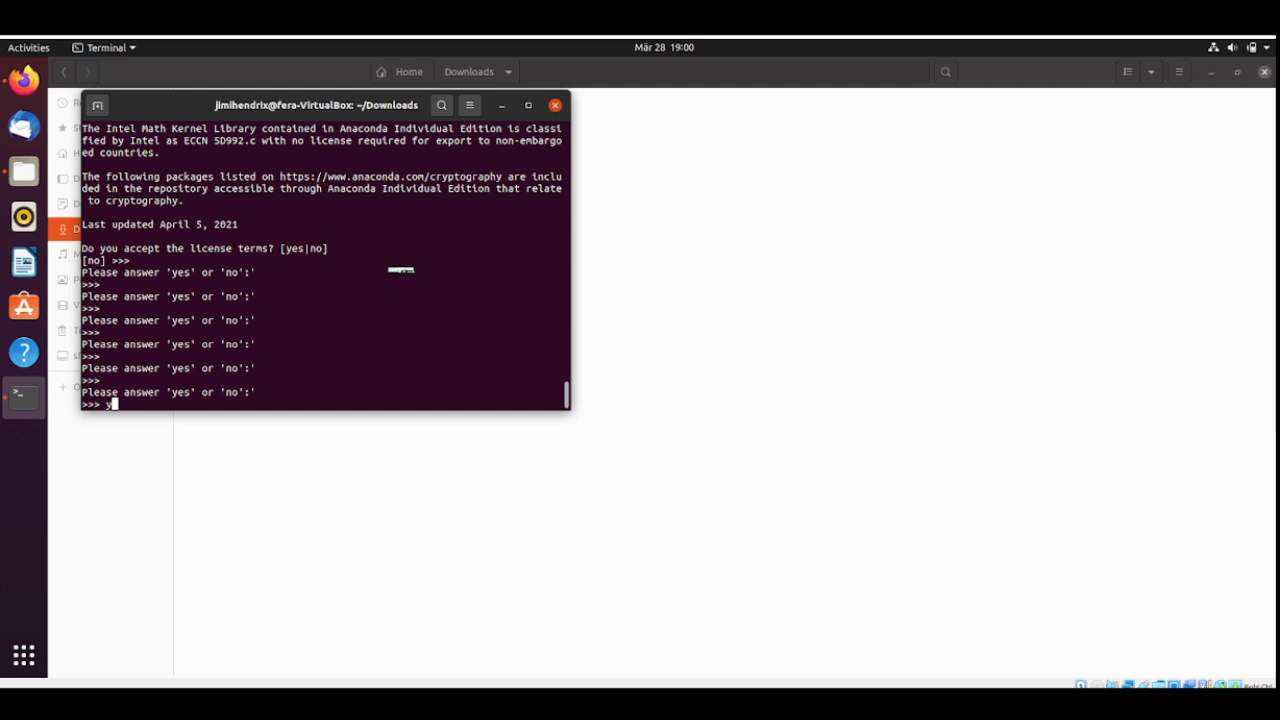 Activities
Terminal
Mär 28 19:00
Home
Downloads
jimihendrix@fera-VirtualBox: ~/Downloads
The Intel Math Kernel Library contained in Anaconda Individual Edition is classi
fied by Intel as ECCN 5D992.c with no license required for export to non-embargo
ed countries.
The following packages listed on https://www.anaconda.com/cryptography are inclu
ded in the repository accessible through Anaconda Individual Edition that relate
to cryptography.
Last updated April 5, 2021
Do you accept the license terms? [yes|no]
[no] >>>
Please answer 'yes' or 'no':'
>>>
Please answer 'yes' or 'no':'
>>>
Please answer 'yes' or 'no':'
>>>
Please answer 'yes' or 'no':'
>>>
Please answer 'yes' or 'no':'
>>>
Please answer 'yes' or 'no':'
>>> y